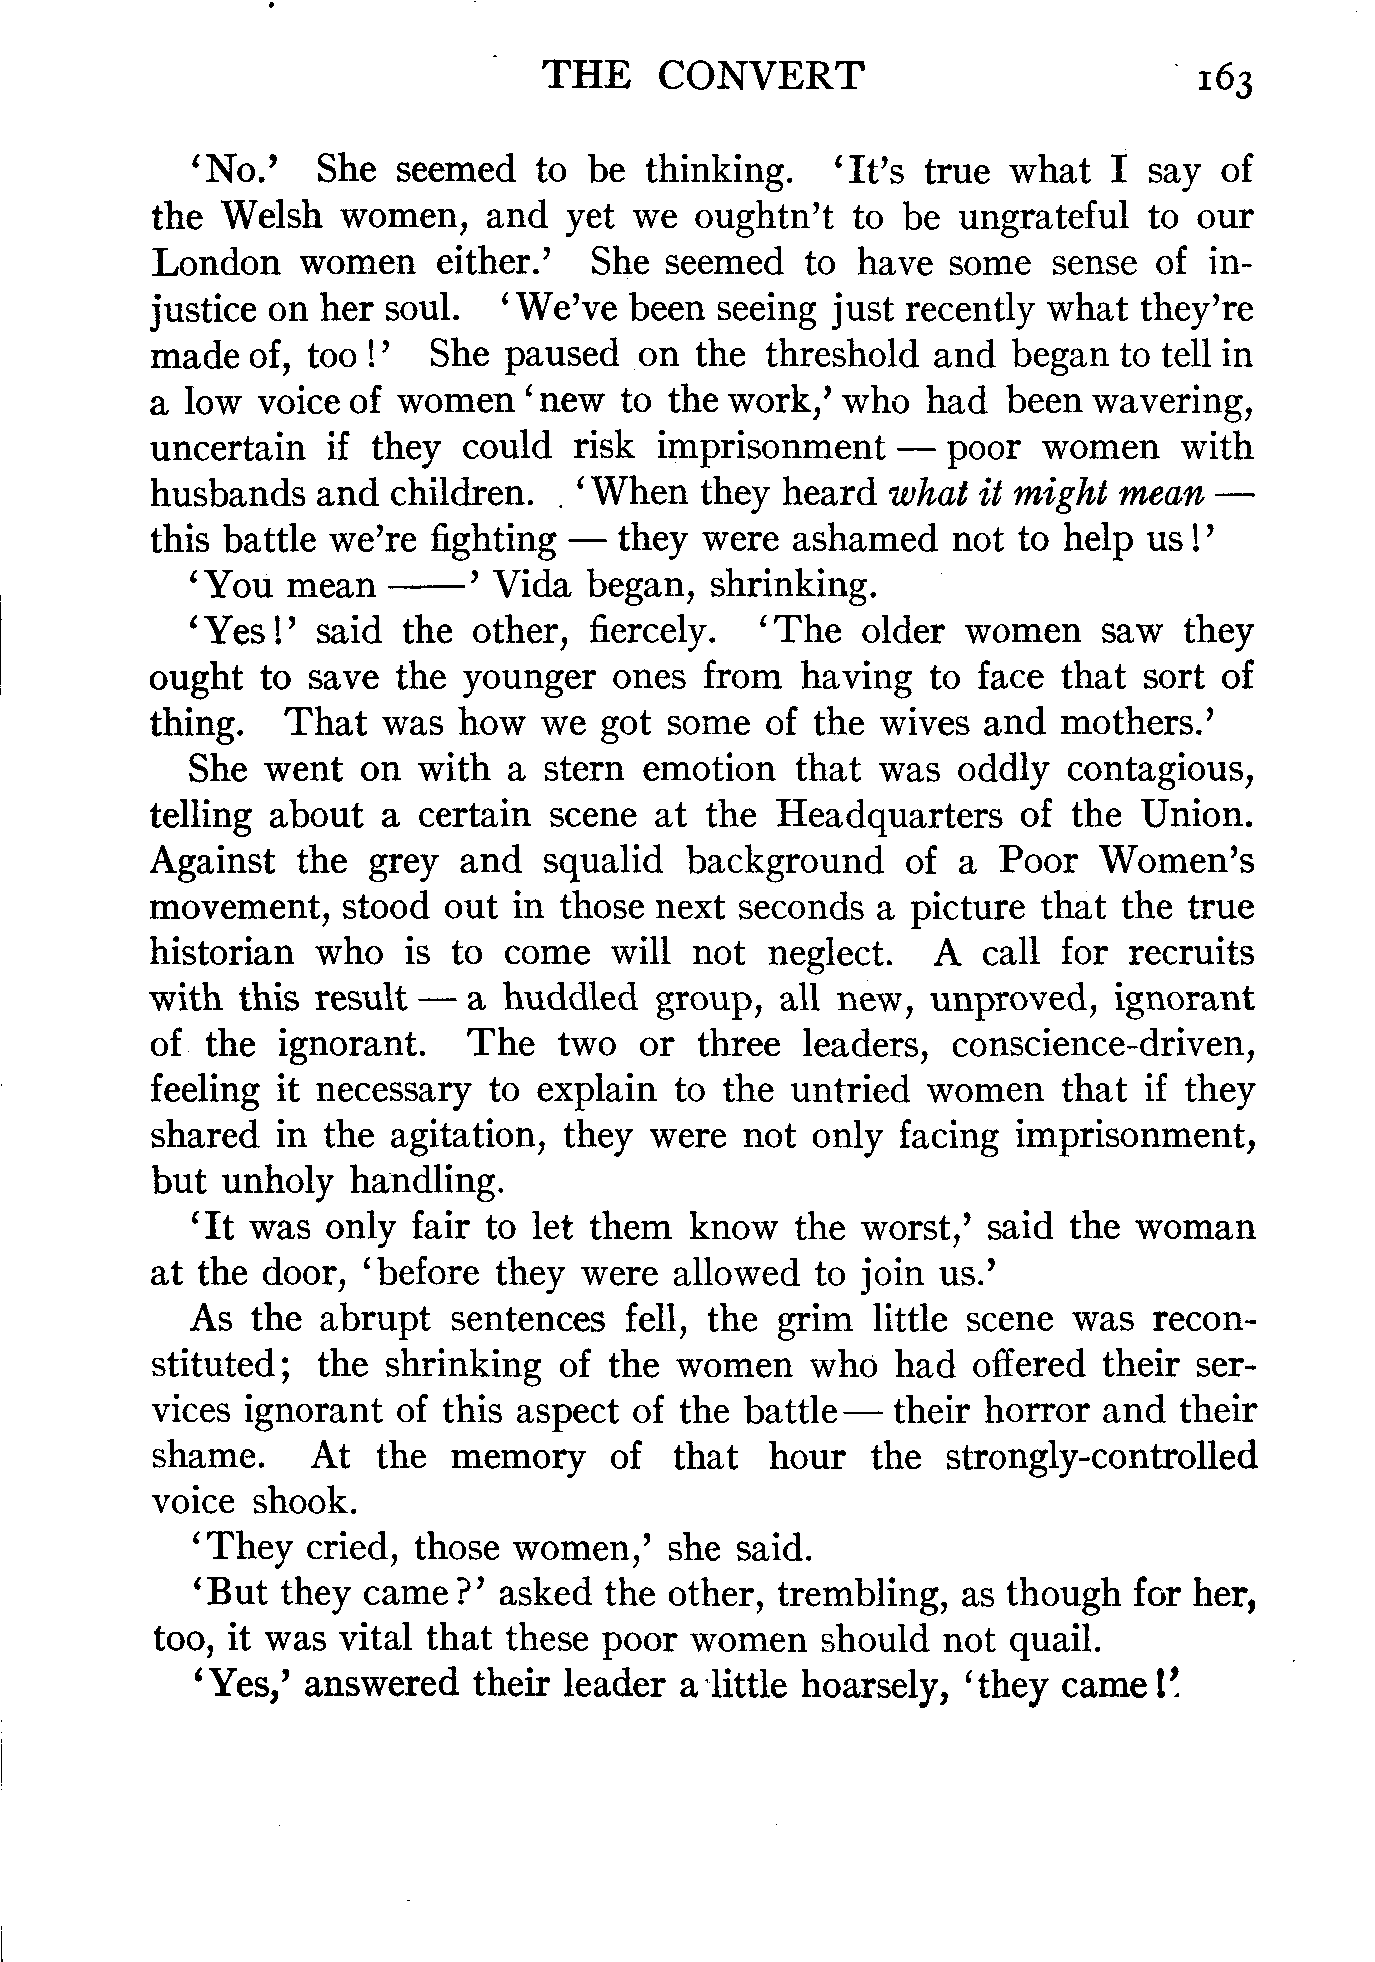 THE CONVERT 163
‘No.’ She seemed to be thinking. ‘It’s true what I say of
the Welsh women, and yet we oughtn’t to be ungrateful to our
London women either.’ She seemed to have some sense of in-
justice on her soul. ‘We’ve been seeing just recently what they’re
made of, too!’ She paused on the threshold and began to tell in
a low voice of women ‘new to the work,’ who had been wavering,
uncertain if they could risk imprisonment — poor women with
husbands and children. ‘When they heard what it might mean —
this battle we’re fighting — they were ashamed not to help us!’
‘You mean ——’ Vida began, shrinking.
‘Yes!’ said the other, fiercely. ‘The older women saw they
ought to save the younger ones from having to face that sort of
thing. That was how we got some of the wives and mothers.’
She went on with a stern emotion that was oddly contagious,
telling about a certain scene at the Headquarters of the Union.
Against the grey and squalid background of a Poor Women’s
movement, stood out in those next seconds a picture that the true
historian who is to come will not neglect. A call for recruits
with this result — a huddled group, all new, unproved, ignorant
of the ignorant. The two or three leaders, conscience-driven,
feeling it necessary to explain to the untried women that if they
shared in the agitation, they were not only facing imprisonment,
but unholy handling.
‘It was only fair to let them know the worst,’ said the woman
at the door, ‘before they were allowed to join us.’
As the abrupt sentences fell, the grim little scene was recon-
stituted; the shrinking of the women who had offered their ser-
vices ignorant of this aspect of the battle — their horror and their
shame. At the memory of that hour the strongly-controlled
voice shook.
‘They cried, those women,’ she said.
‘But they came?’ asked the other, trembling, as though for her,
too, it was vital that these poor women should not quail.
‘Yes,’ answered their leader a little hoarsely, ‘they came!’